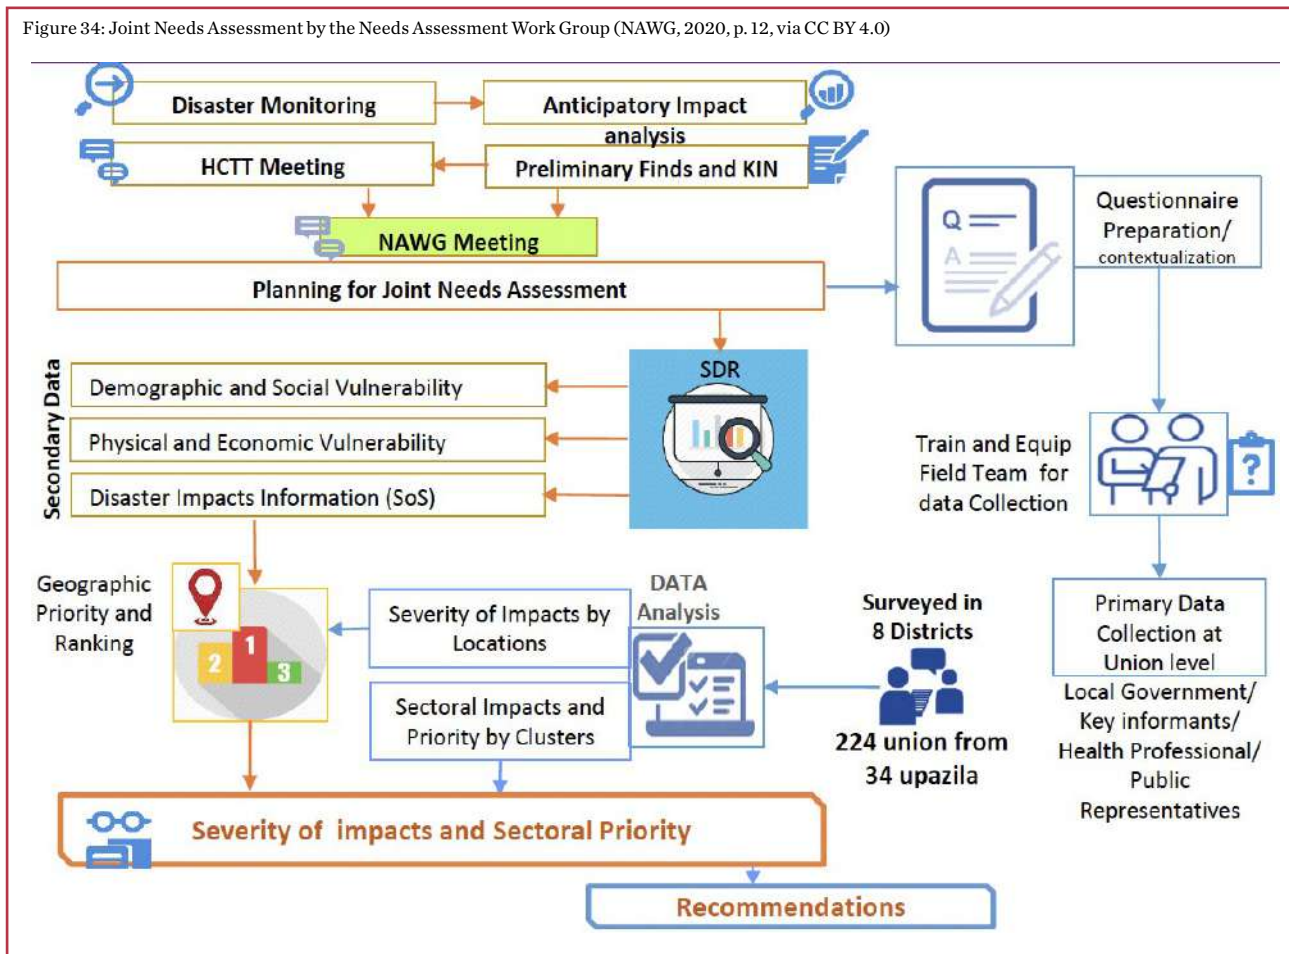 Figure 34: Joint Needs Assessment by the Needs Assessment Work Group (NAWG, 2020, p. 12, via CC BY 4.0)
Disaster Monitoring
Anticipatory Impact
analysis
HCTT Meeting
Preliminary Finds and KIN
NAWG Meeting
Planning for Joint Needs Assessment
Q
A
Questionnaire
Preparation/
contextualization
SDR
Secondary Data
Demographic and Social Vulnerability
Physical and Economic Vulnerability
Disaster Impacts Information (SoS)
Train and Equip
Field Team for
data Collection
?
Geographic
Priority and
Ranking
1
2
3
Severity of Impacts by
Locations
Sectoral Impacts and
Priority by Clusters
DATA
Analysis
Surveyed in
8 Districts
224 union from
34 upazila
Primary Data
Collection at
Union level
Local Government/
Key informants/
Health Professional/
Public
Representatives
Severity of impacts and Sectoral Priority
Recommendations